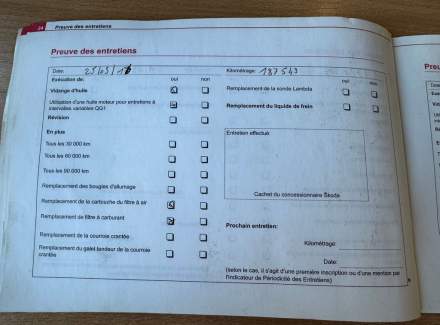 24 Preuve des entretiens
Preuve des entretiens
Date: Kilométrage: 187 543
Exécution de: oui non oui non
Vidange d'huile
Remplacement de la sonde Lambda
Utilisation d'une huile moteur pour entretiens à
intervalles variables QG1
Remplacement du liquide de frein
Révision
En plus
Entretien effectué:
Tous les 30 000 km
Tous les 60 000 km
Tous les 90 000 km
Remplacement des bougies d'allumage
Cachet du concessionnaire Škoda
Remplacement de la cartouche du filtre à air
Remplacement de filtre à carburant
Prochain entretien:
Remplacement de la courroie crantée
Kilométrage:
Remplacement du galet tendeur de la courroie
crantée
Date:
(selon le cas, il s'agit d'une première inscription ou d'une mention par
l'indicateur de Périodicité des Entretiens)